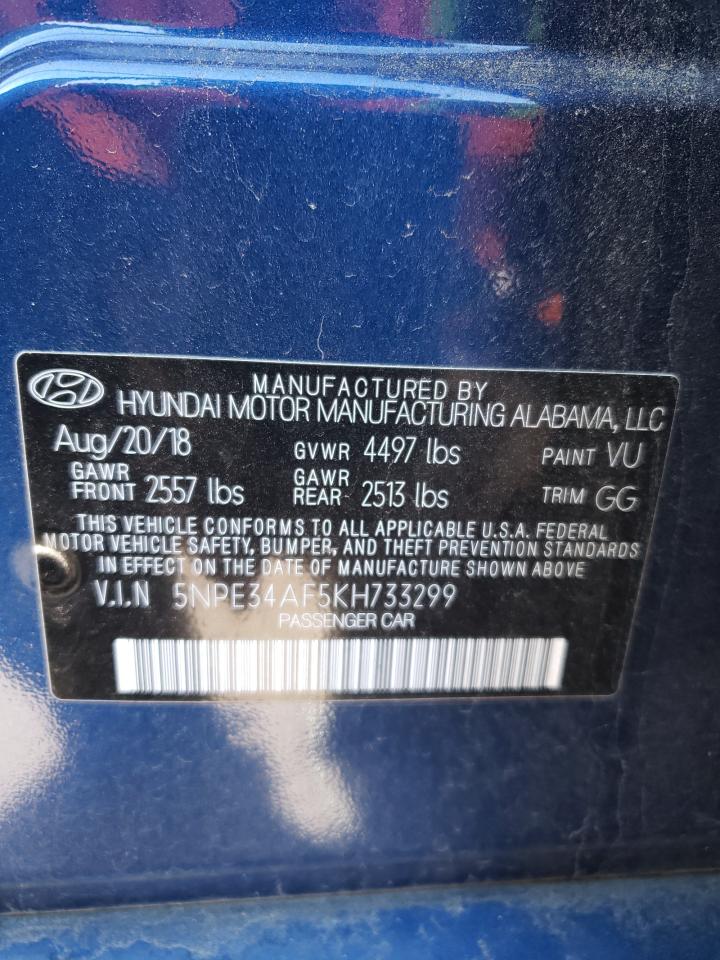 MANUFACTURED BY
HYUNDAI MOTOR MANUFACTURING ALABAMA, LLC
Aug/20/18 GVWR 4497 lbs PAINT VU
GAWR FRONT 2557 lbs GAWR REAR 2513 lbs TRIM GG
THIS VEHICLE CONFORMS TO ALL APPLICABLE U.S.A. FEDERAL
MOTOR VEHICLE SAFETY, BUMPER, AND THEFT PREVENTION STANDARDS
IN EFFECT ON THE DATE OF MANUFACTURE SHOWN ABOVE
V.I.N 5NPE34AF5KH733299
PASSENGER CAR